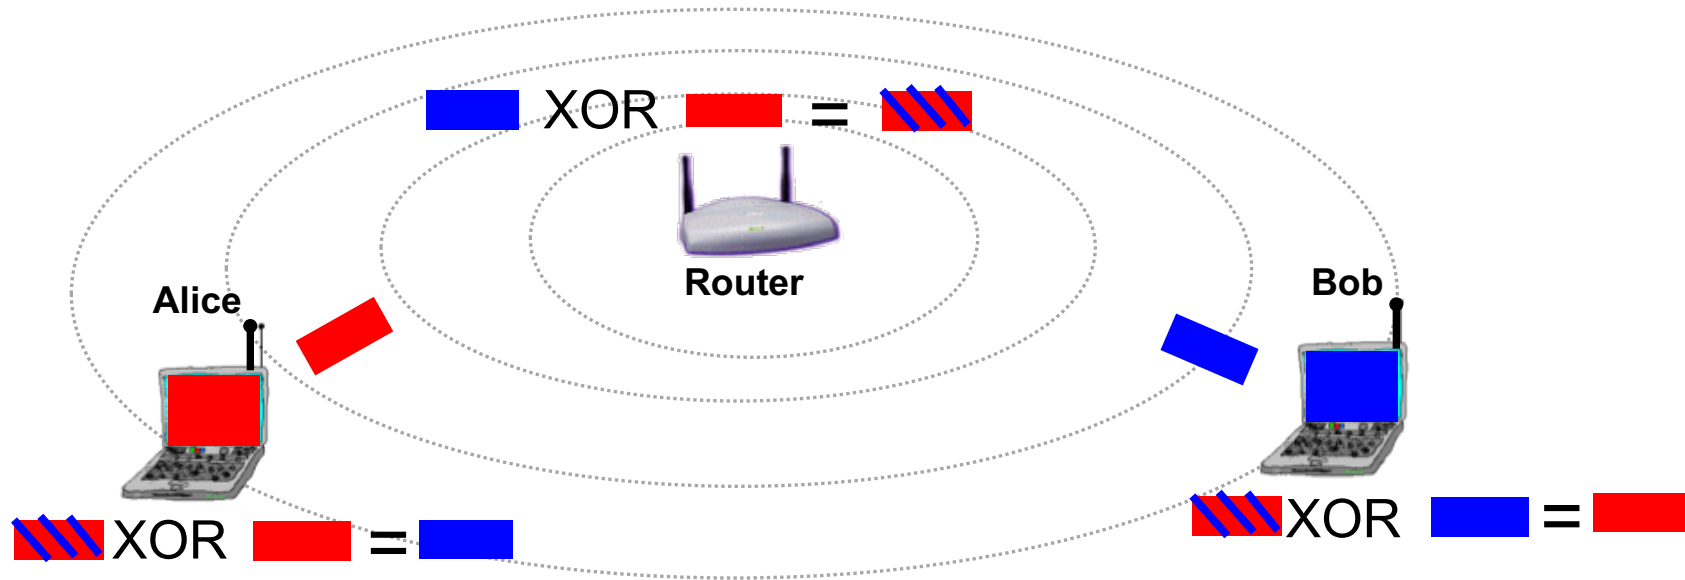 XOR =
Router
Alice
Bob
XOR =
XOR =